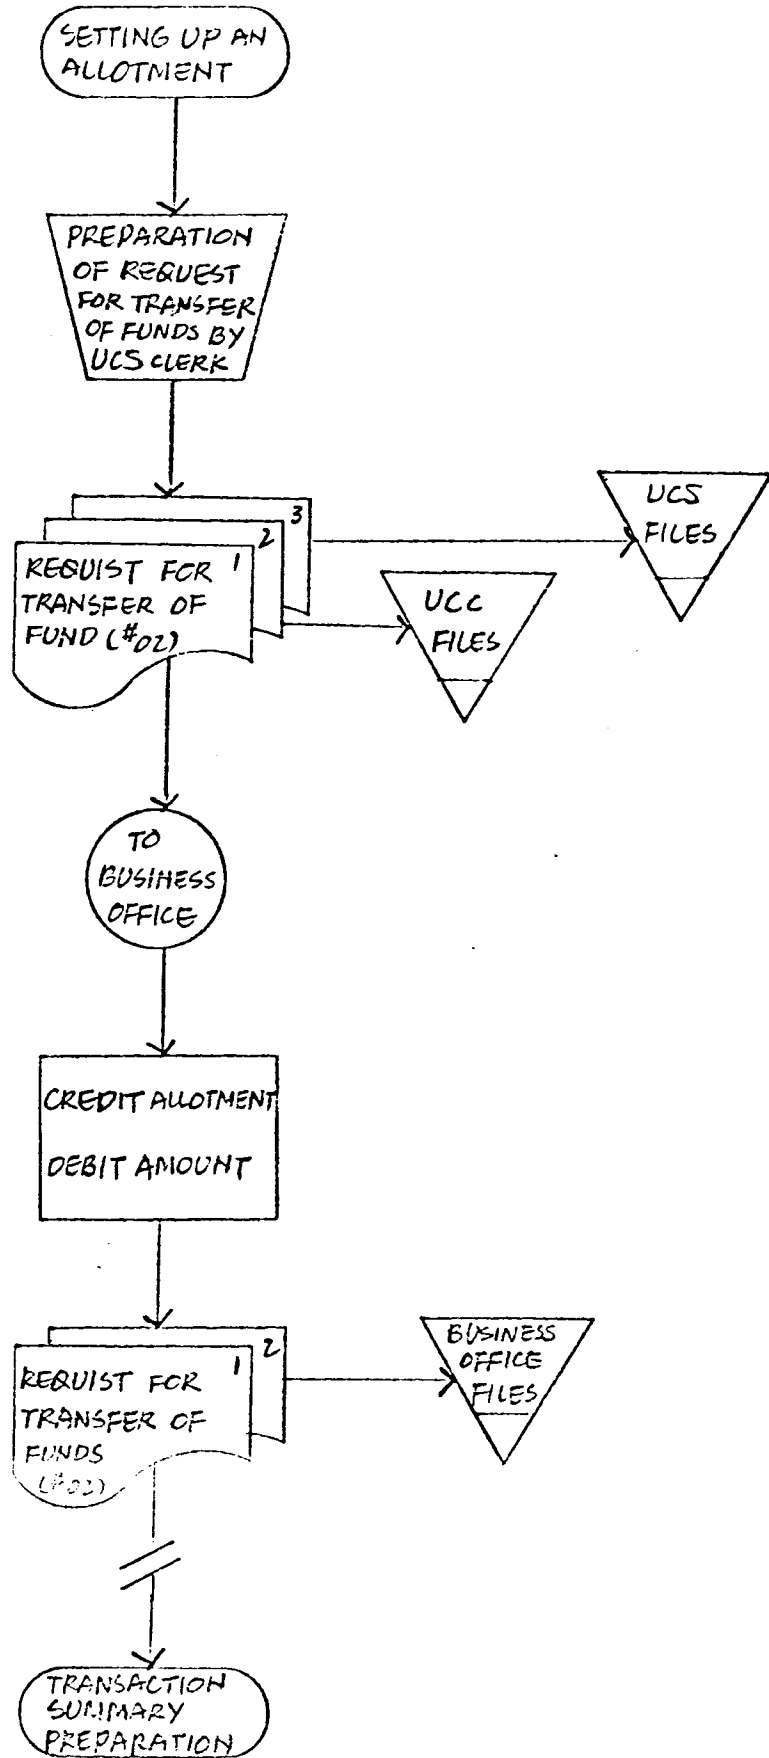 SETTING UP AN
ALLOTMENT
PREPARATION
OF REQUEST
FOR TRANSFER
OF FUNDS BY
UCS CLERK
3
2
1
REQUIST FOR
TRANSFER OF
FUND (#02)
UCS
FILES
UCC
FILES
TO
BUSINESS
OFFICE
CREDIT ALLOTMENT
DEBIT AMOUNT
2
1
REQUIST FOR
TRANSFER OF
FUNDS
(#02)
BUSINESS
OFFICE
FILES
TRANSACTION
SUMMARY
PREPARATION